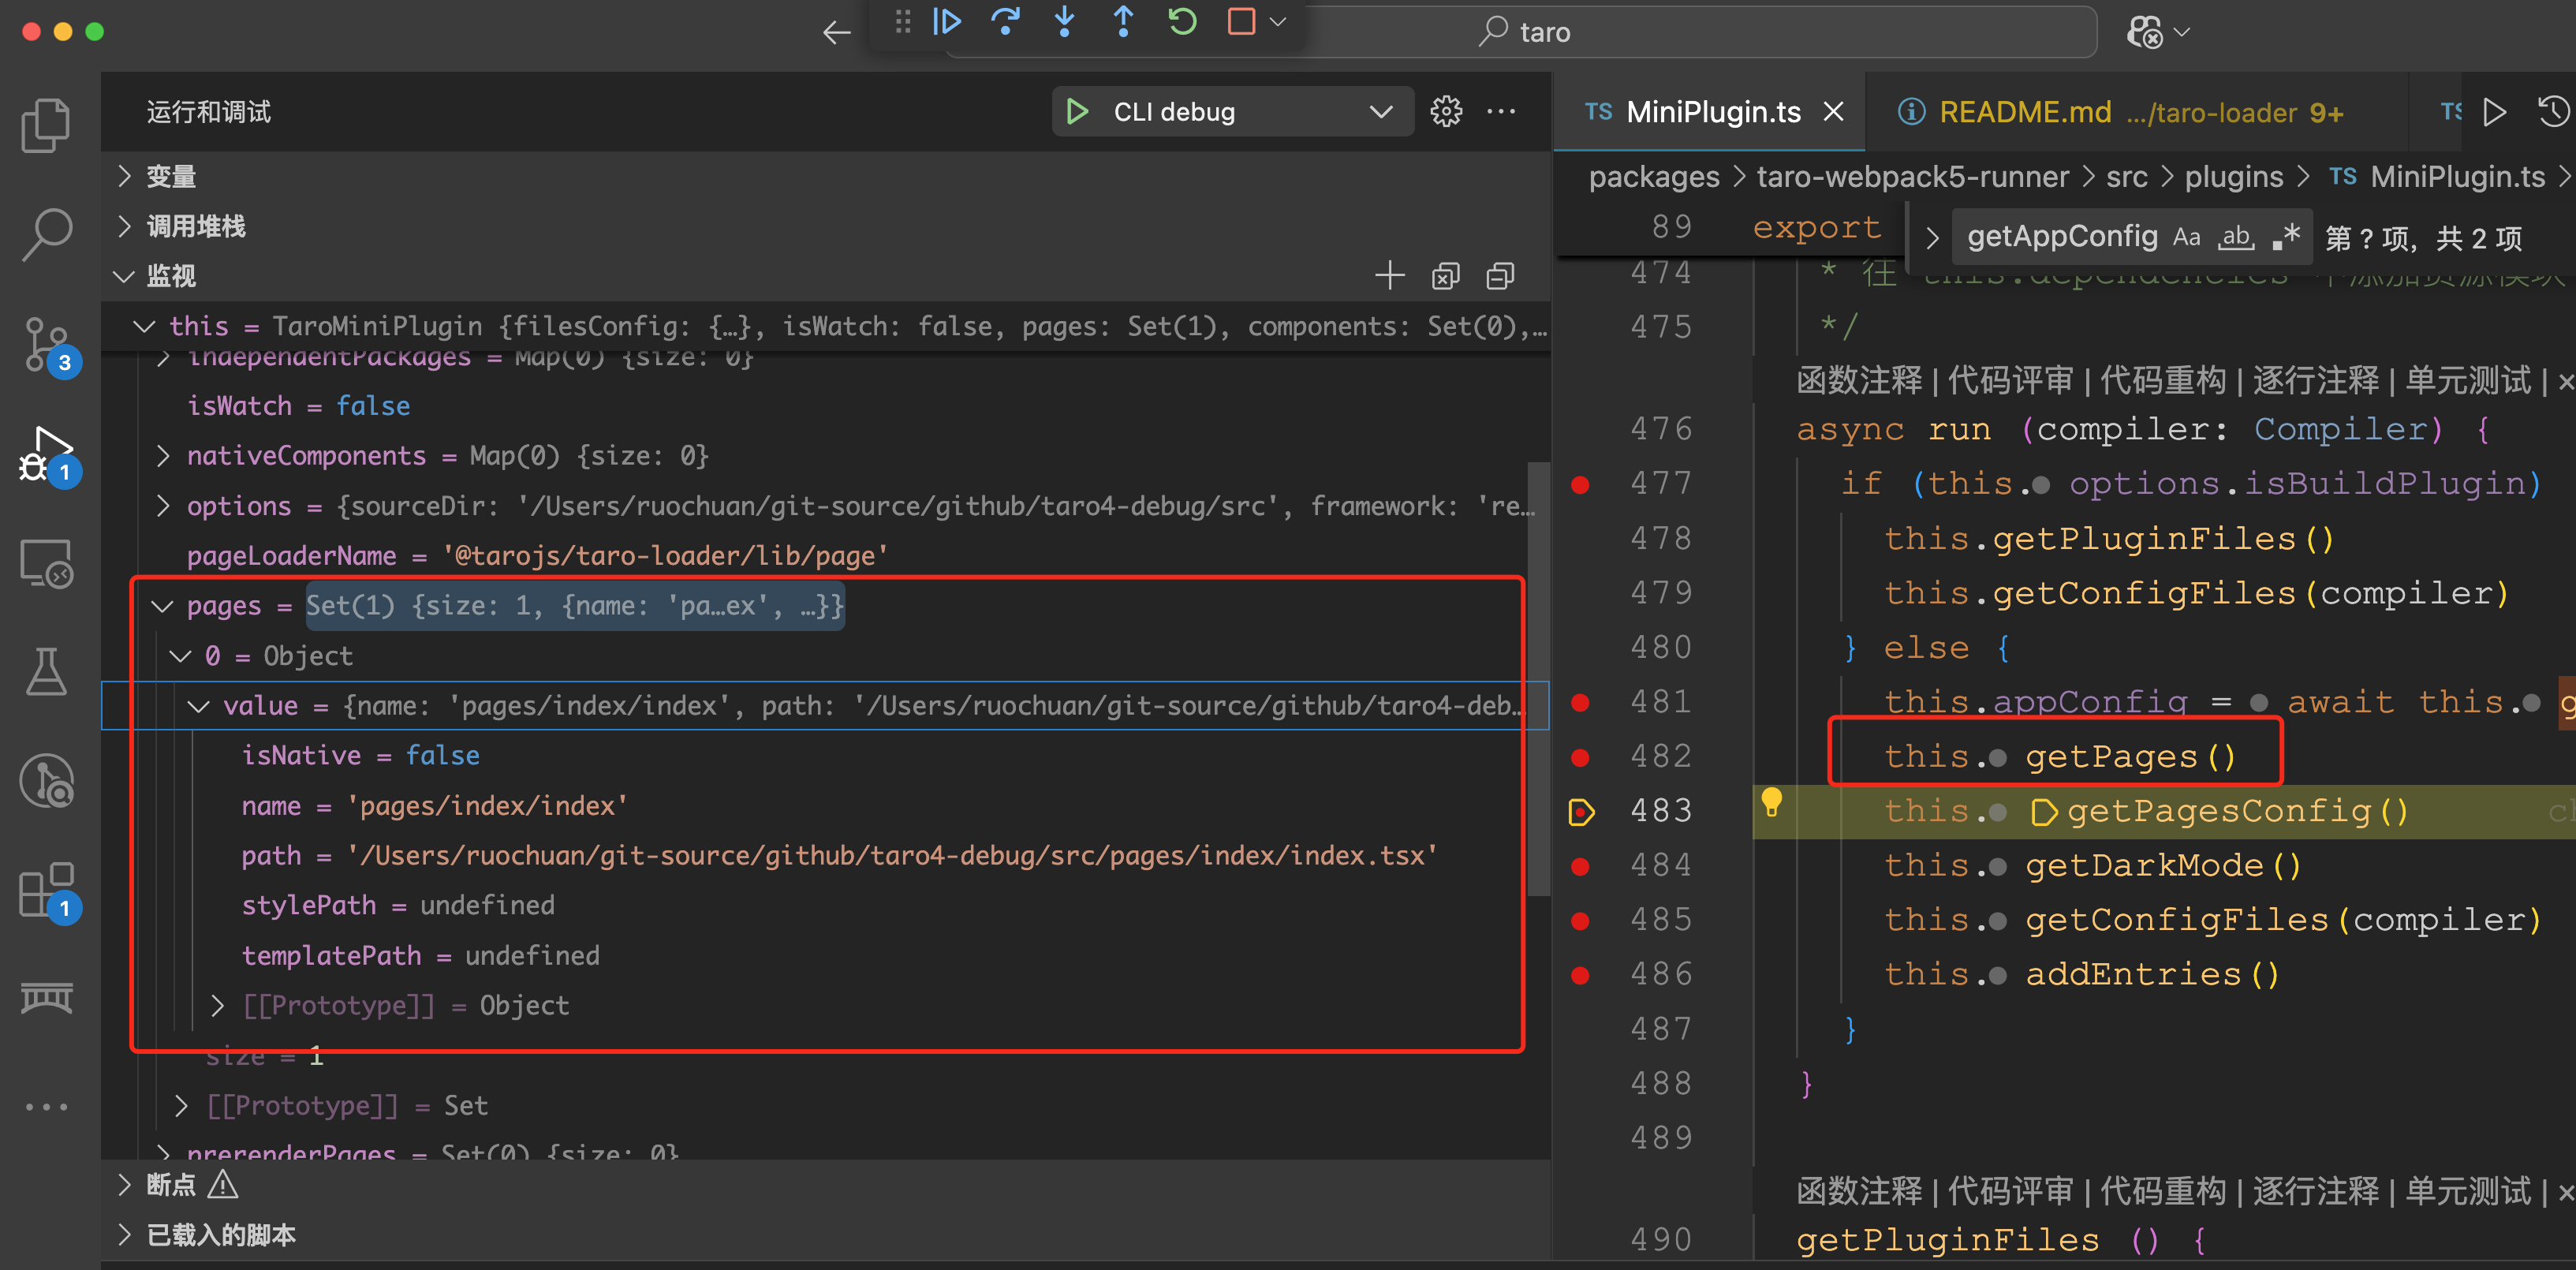 taro
运行和调试
CLI debug
变量
调用堆栈
监视
this = TaroMiniPlugin {filesConfig: {…}, isWatch: false, pages: Set(1), components: Set(0),…
independentPackages = Map(0) {size: 0}
isWatch = false
nativeComponents = Map(0) {size: 0}
options = {sourceDir: '/Users/ruochuan/git-source/github/taro4-debug/src', framework: 're…
pageLoaderName = '@tarojs/taro-loader/lib/page'
pages = Set(1) {size: 1, {name: 'pa…ex', …}}
0 = Object
value = {name: 'pages/index/index', path: '/Users/ruochuan/git-source/github/taro4-deb…
isNative = false
name = 'pages/index/index'
path = '/Users/ruochuan/git-source/github/taro4-debug/src/pages/index/index.tsx'
stylePath = undefined
templatePath = undefined
[[Prototype]] = Object
size = 1
[[Prototype]] = Set
prerenderPages = Set(0) {size: 0}
断点
已载入的脚本
3
1
1
TS MiniPlugin.ts
README.md …/taro-loader 9+
TS
packages > taro-webpack5-runner > src > plugins > TS MiniPlugin.ts >
89 export
getAppConfig Aa ab .* 第 ? 项，共 2 项
474 * 往 this.dependencies 中添加资源模块
475 */
函数注释 | 代码评审 | 代码重构 | 逐行注释 | 单元测试 | ×
476 async run (compiler: Compiler) {
477 if (this. options.isBuildPlugin)
478 this.getPluginFiles()
479 this.getConfigFiles(compiler)
480 } else {
481 this.appConfig = await this. g
482 this. getPages()
483 this. getPagesConfig()
484 this. getDarkMode()
485 this. getConfigFiles(compiler)
486 this. addEntries()
487 }
488 }
489
函数注释 | 代码评审 | 代码重构 | 逐行注释 | 单元测试 | ×
490 getPluginFiles () {